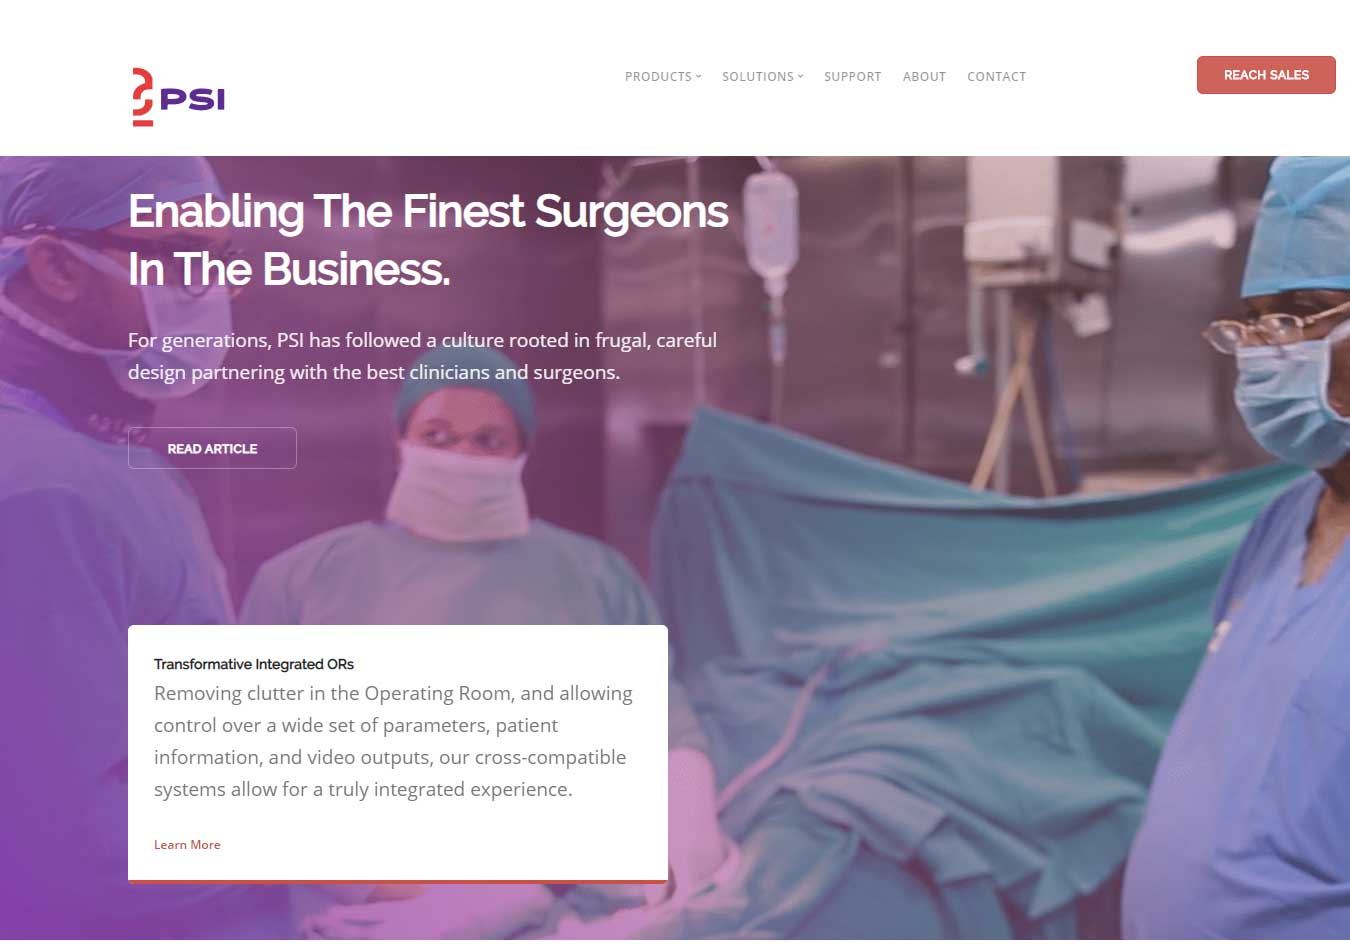 PSI
PRODUCTS
SOLUTIONS
SUPPORT
ABOUT
CONTACT
REACH SALES
Enabling The Finest Surgeons
In The Business.
For generations, PSI has followed a culture rooted in frugal, careful
design partnering with the best clinicians and surgeons.
READ ARTICLE
Transformative Integrated ORs
Removing clutter in the Operating Room, and allowing
control over a wide set of parameters, patient
information, and video outputs, our cross-compatible
systems allow for a truly integrated experience.
Learn More